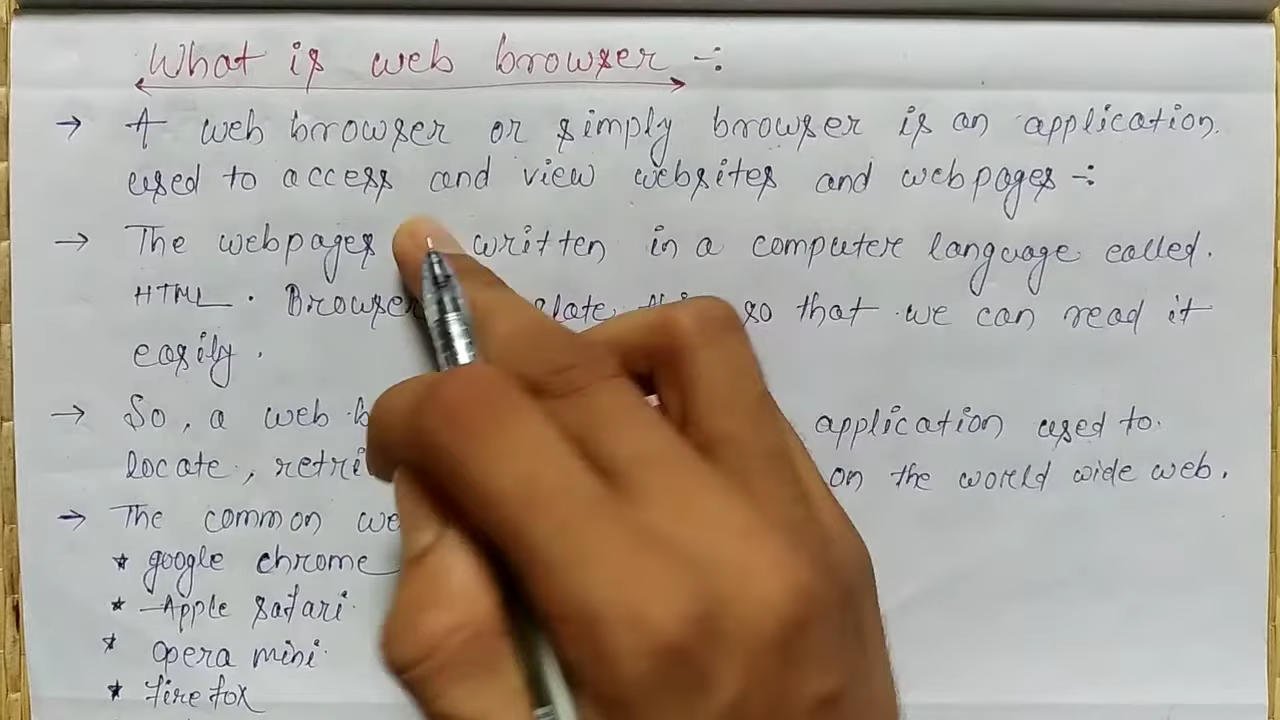 What is web browser :-
→ A web browser or simply browser is an application.
used to access and view websites and webpages :-
→ The webpages written in a computer language called.
HTML. Browser so that we can read it
easily.
→ So, a web application used to.
locate, on the world wide web.
→ The common
* google chrome
* Apple safari
* opera mini
* firefox